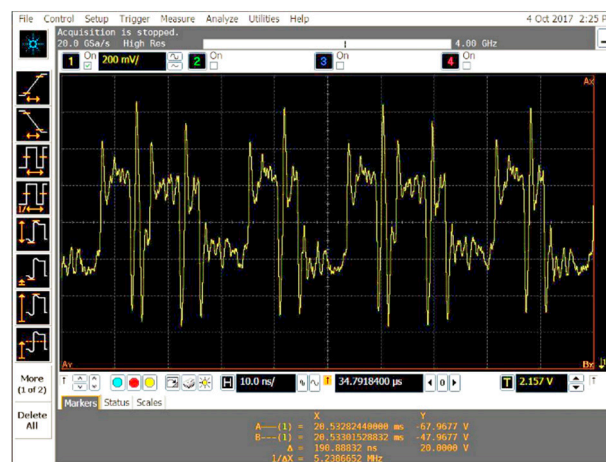 File Control Setup Trigger Measure Analyze Utilities Help 4 Oct 2017 2:25 P
Acquisition is stopped.
20.0 GSa/s High Res 4.00 GHz
1 On 200 mV/ 2 On 3 On 4 On
Ax
Ay Bx
H 10.0 ns/ 34.7918400 µs 0 T 2.157 V
More
(1 of 2)
Delete
All
Markers Status Scales
X Y
A---(1) = 20.53282440000 ms -67.9677 V
B---(1) = 20.53301528832 ms -47.9677 V
Δ = 190.88832 ns 20.0000 V
1/ΔX = 5.2386652 MHz